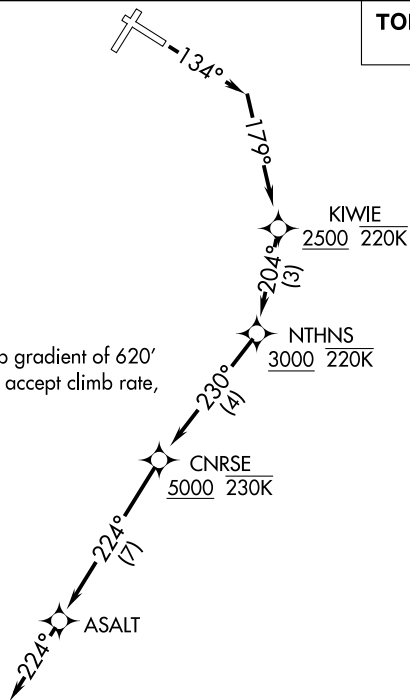 TO
134°
179°
KIWIE
2500 220K
204°
(3)
NTHNS
3000 220K
gradient of 620'
accept climb rate,
230°
(4)
CNRSE
5000 230K
224°
(7)
ASALT
224°